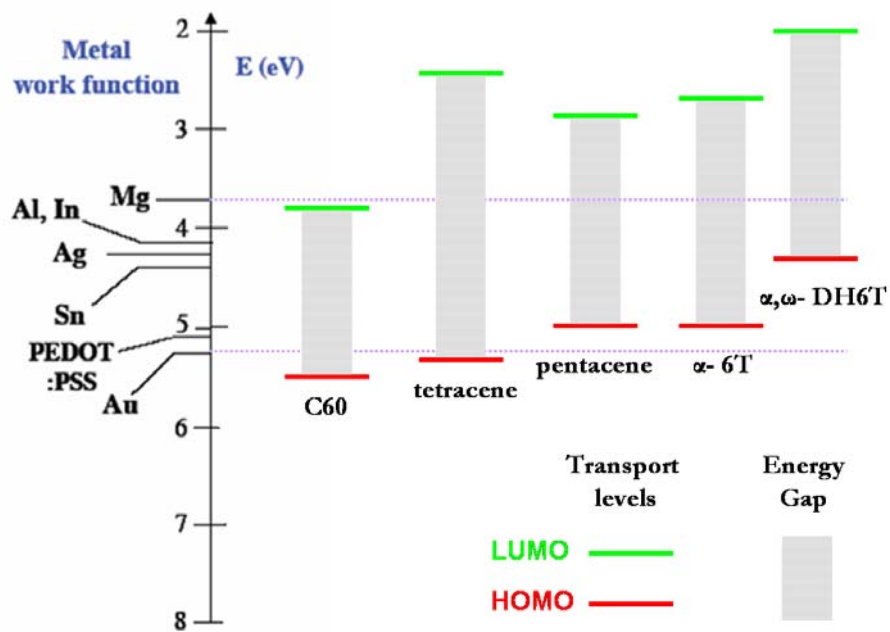 Metal
work function
E (eV)
2
3
4
5
6
7
8
Mg
Al, In
Ag
Sn
PEDOT
:PSS
Au
C60
tetracene
pentacene
α- 6T
α,ω- DH6T
Transport
levels
Energy
Gap
LUMO
HOMO